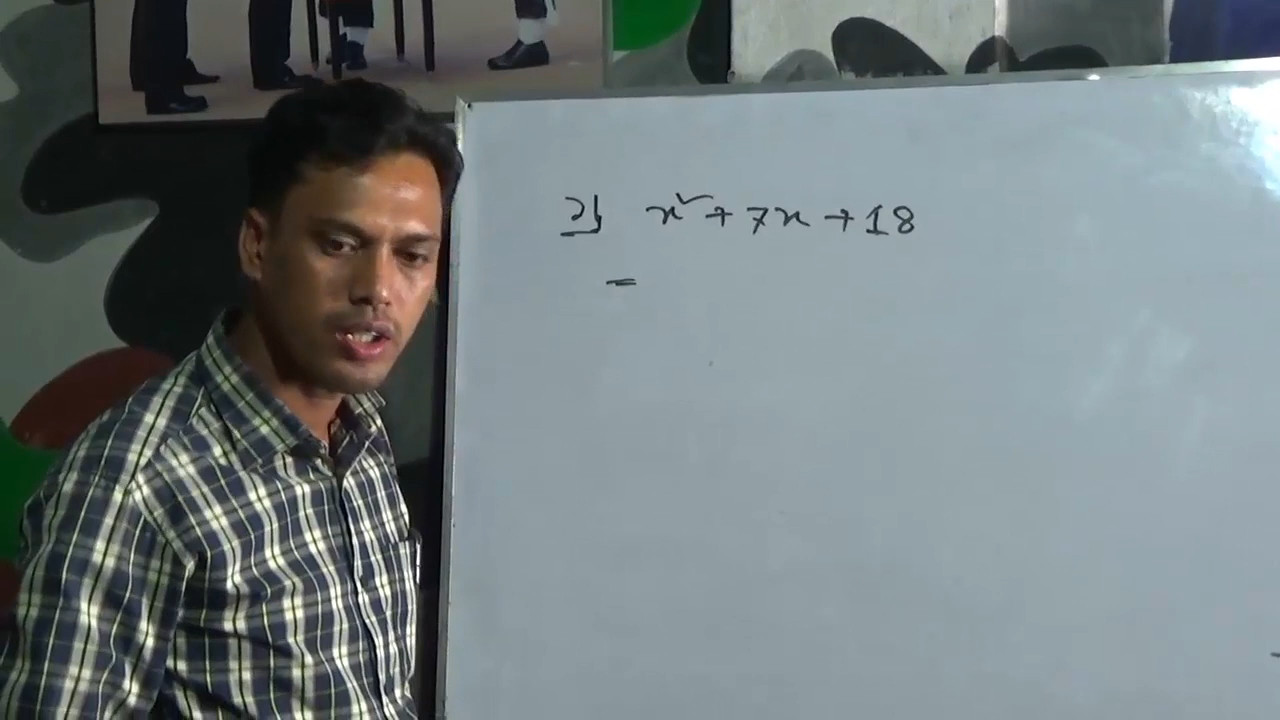 ২। x² + 7x + 18
=